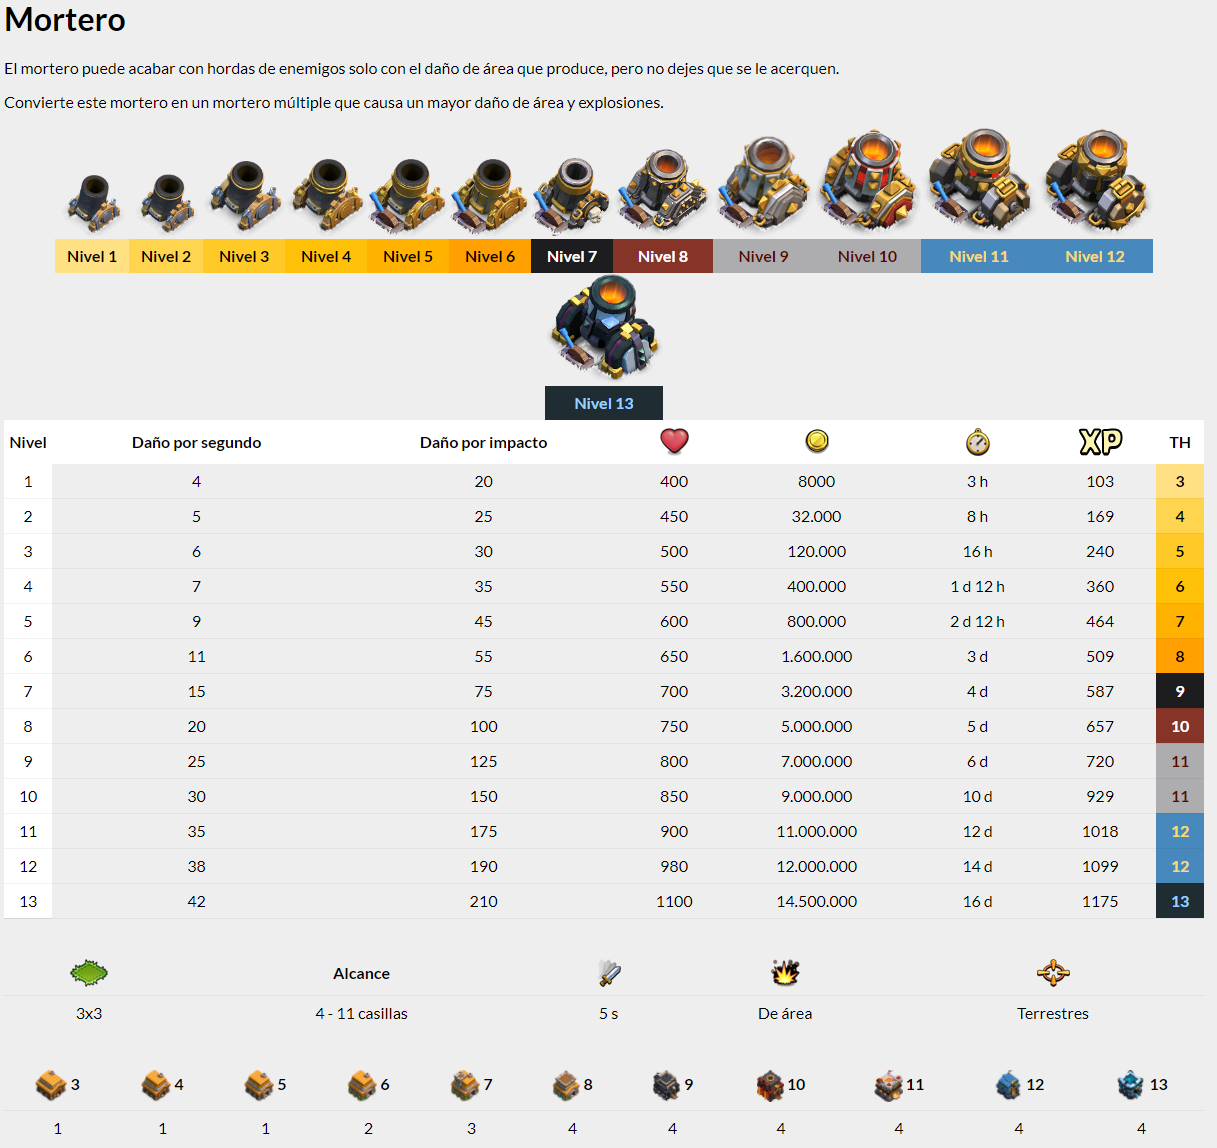 Mortero
El mortero puede acabar con hordas de enemigos solo con el daño de área que produce, pero no dejes que se le acerquen.
Convierte este mortero en un mortero múltiple que causa un mayor daño de área y explosiones.
Nivel 1 Nivel 2 Nivel 3 Nivel 4 Nivel 5 Nivel 6 Nivel 7 Nivel 8 Nivel 9 Nivel 10 Nivel 11 Nivel 12
Nivel 13
Nivel Daño por segundo Daño por impacto XP TH
1 4 20 400 8000 3 h 103 3
2 5 25 450 32.000 8 h 169 4
3 6 30 500 120.000 16 h 240 5
4 7 35 550 400.000 1 d 12 h 360 6
5 9 45 600 800.000 2 d 12 h 464 7
6 11 55 650 1.600.000 3 d 509 8
7 15 75 700 3.200.000 4 d 587 9
8 20 100 750 5.000.000 5 d 657 10
9 25 125 800 7.000.000 6 d 720 11
10 30 150 850 9.000.000 10 d 929 11
11 35 175 900 11.000.000 12 d 1018 12
12 38 190 980 12.000.000 14 d 1099 12
13 42 210 1100 14.500.000 16 d 1175 13
Alcance
3x3 4 - 11 casillas 5 s De área Terrestres
3 4 5 6 7 8 9 10 11 12 13
1 1 1 2 3 4 4 4 4 4 4